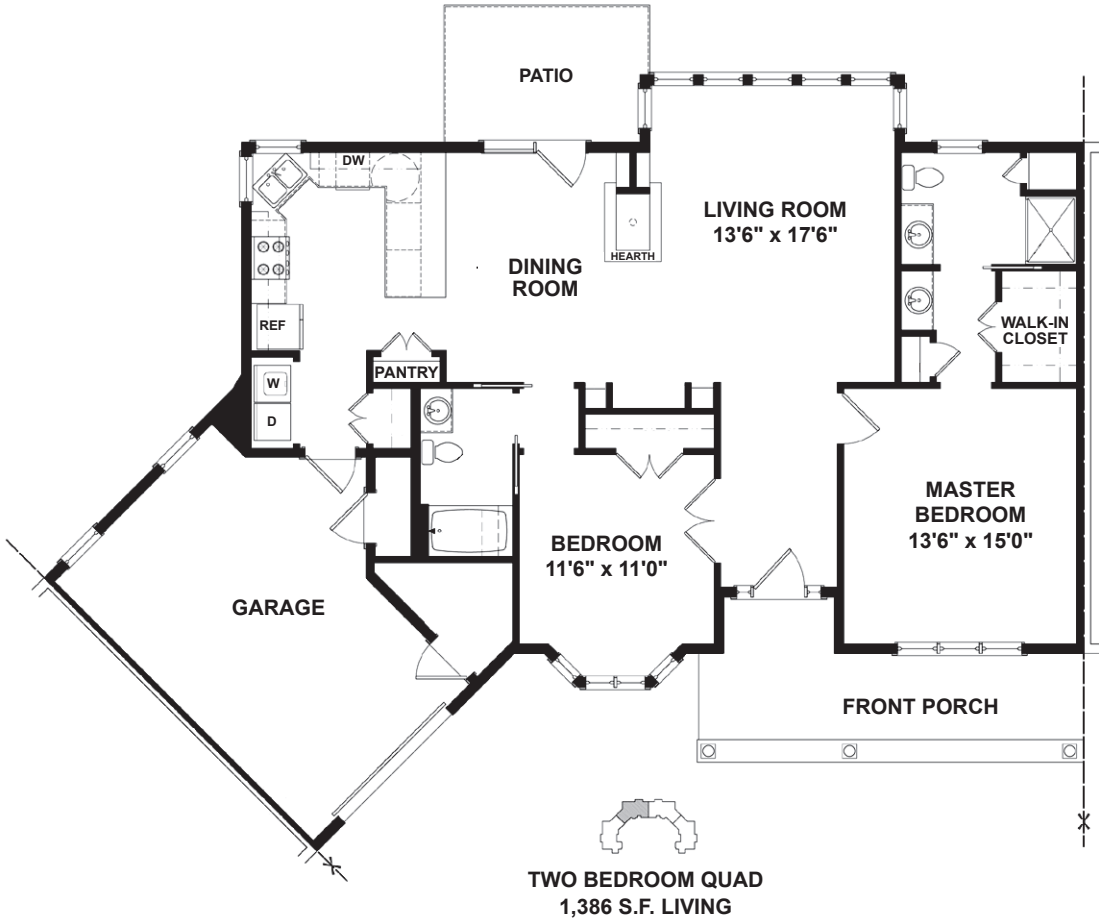 PATIO
DW
LIVING ROOM
13'6" x 17'6"
HEARTH
DINING
ROOM
REF
WALK-IN
CLOSET
PANTRY
W
D
MASTER
BEDROOM
13'6" x 15'0"
BEDROOM
11'6" x 11'0"
GARAGE
FRONT PORCH
TWO BEDROOM QUAD
1,386 S.F. LIVING